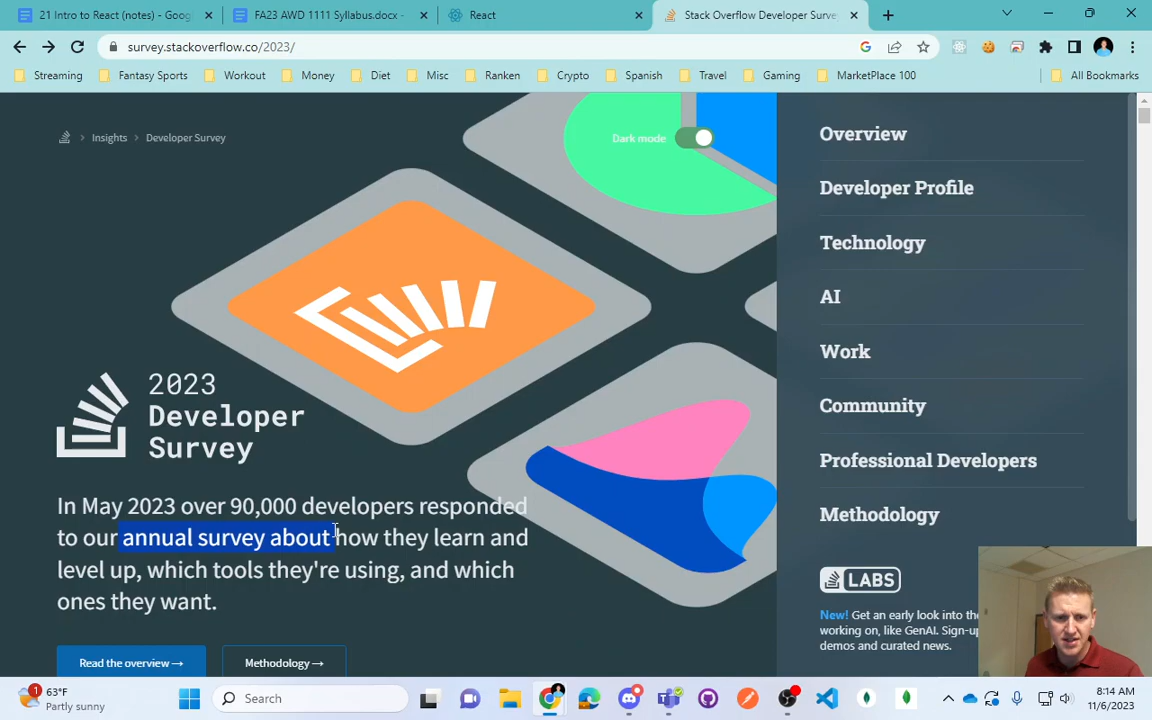 21 Intro to React (notes) - Goog
FA23 AWD 1111 Syllabus.docx -
React
Stack Overflow Developer Surve
survey.stackoverflow.co/2023/
Streaming
Fantasy Sports
Workout
Money
Diet
Misc
Ranken
Crypto
Spanish
Travel
Gaming
MarketPlace 100
All Bookmarks
Insights
Developer Survey
Dark mode
Overview
Developer Profile
Technology
AI
Work
Community
Professional Developers
Methodology
2023
Developer
Survey
In May 2023 over 90,000 developers responded
to our annual survey about how they learn and
level up, which tools they're using, and which
ones they want.
Read the overview →
Methodology →
LABS
New! Get an early look into the
working on, like GenAI. Sign-up
demos and curated news.
1
63°F
Partly sunny
Search
8:14 AM
11/6/2023